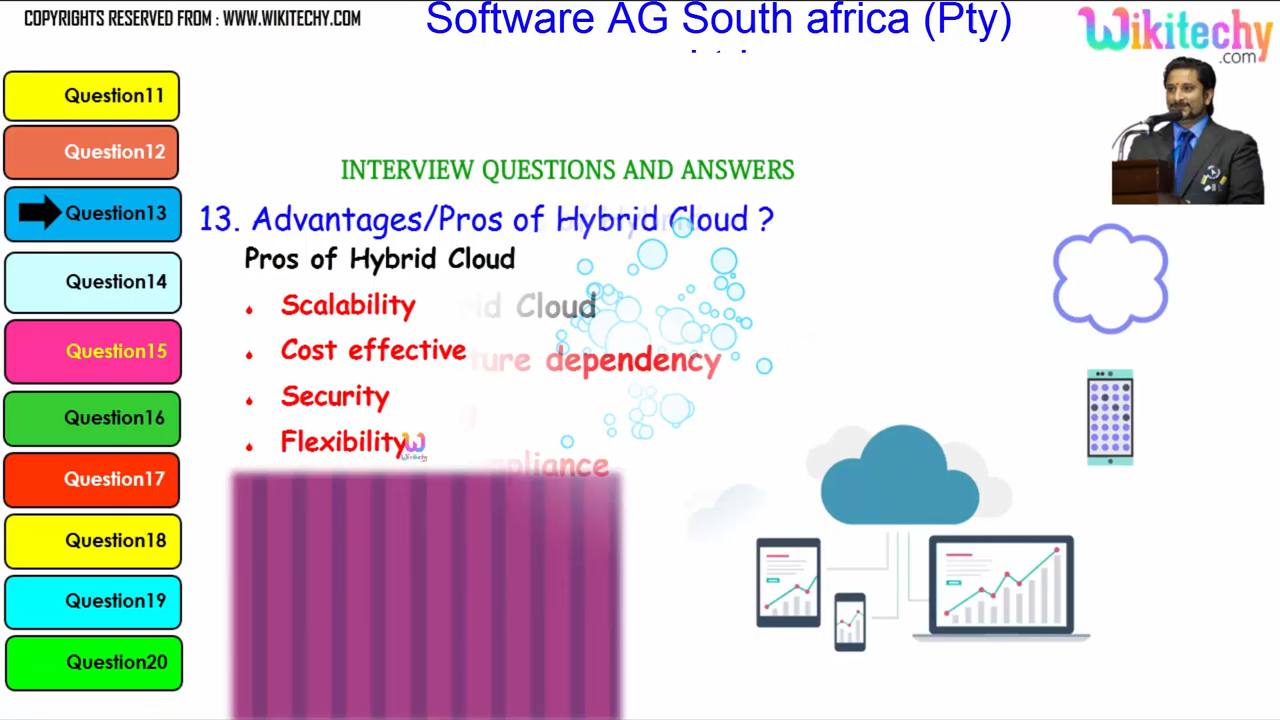 COPYRIGHTS RESERVED FROM : WWW.WIKITECHY.COM
Software AG South africa (Pty)
Wikitechy
.com
Question11
Question12
Question13
Question14
Question15
Question16
Question17
Question18
Question19
Question20
INTERVIEW QUESTIONS AND ANSWERS
13. Advantages/Pros of Hybrid Cloud ?
Pros of Hybrid Cloud
Scalability
Cost effective
Security
Flexibility
Cloud
dependency